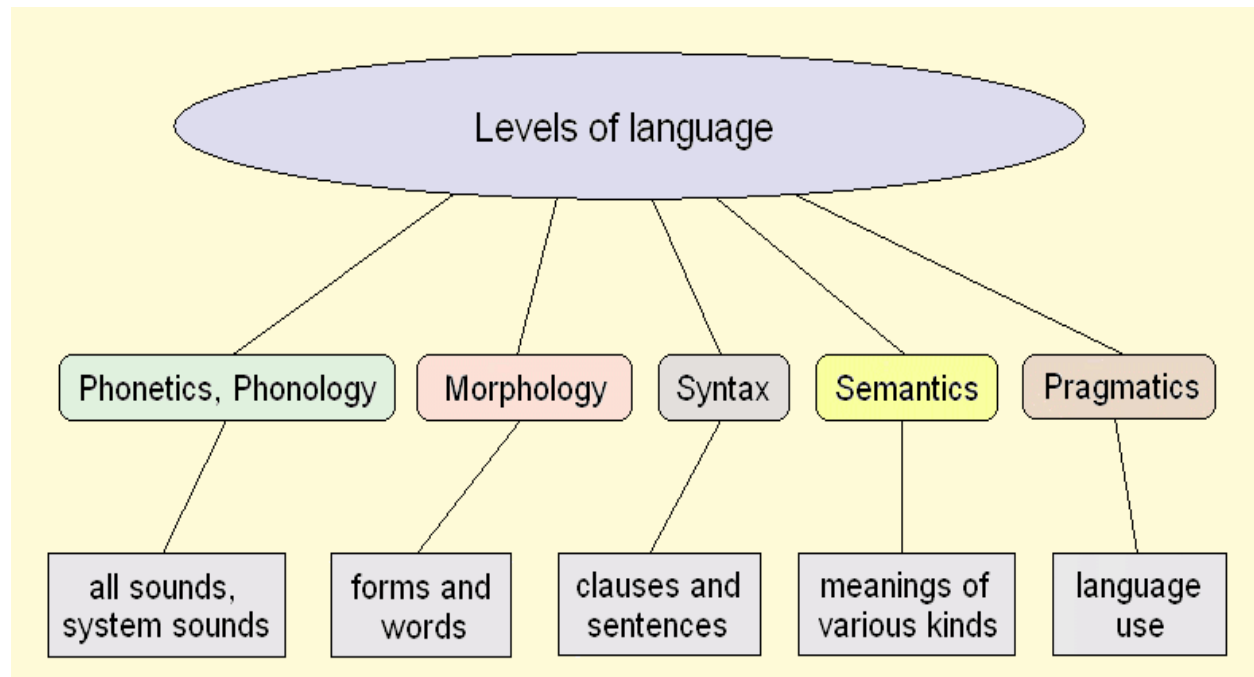 Levels of language
Phonetics, Phonology
Morphology
Syntax
Semantics
Pragmatics
all sounds,
system sounds
forms and
words
clauses and
sentences
meanings of
various kinds
language
use